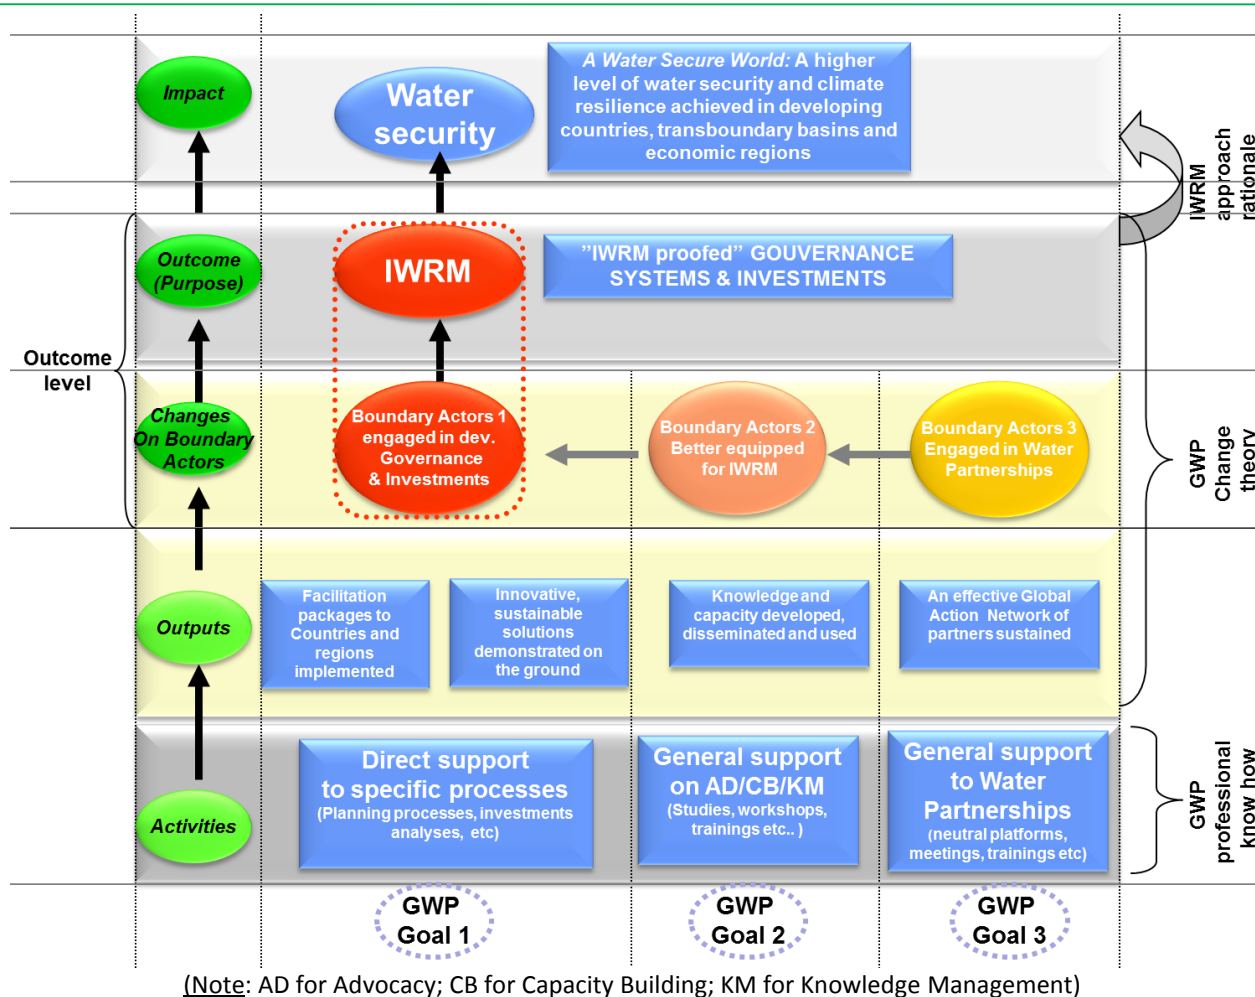 Impact
Water
security
A Water Secure World: A higher
level of water security and climate
resilience achieved in developing
countries, transboundary basins and
economic regions
IWRM
approach
rationale
Outcome
(Purpose)
IWRM
”IWRM proofed” GOUVERNANCE
SYSTEMS & INVESTMENTS
Outcome
level
Changes
On Boundary
Actors
Boundary Actors 1
engaged in dev.
Governance
& Investments
Boundary Actors 2
Better equipped
for IWRM
Boundary Actors 3
Engaged in Water
Partnerships
GWP
Change
theory
Outputs
Facilitation
packages to
Countries and
regions
implemented
Innovative,
sustainable
solutions
demonstrated on
the ground
Knowledge and
capacity developed,
disseminated and used
An effective Global
Action Network of
partners sustained
Activities
Direct support
to specific processes
(Planning processes, investments
analyses, etc)
General support
on AD/CB/KM
(Studies, workshops,
trainings etc.. )
General support
to Water
Partnerships
(neutral platforms,
meetings, trainings etc)
GWP
professional
know how
GWP
Goal 1
GWP
Goal 2
GWP
Goal 3
(Note: AD for Advocacy; CB for Capacity Building; KM for Knowledge Management)